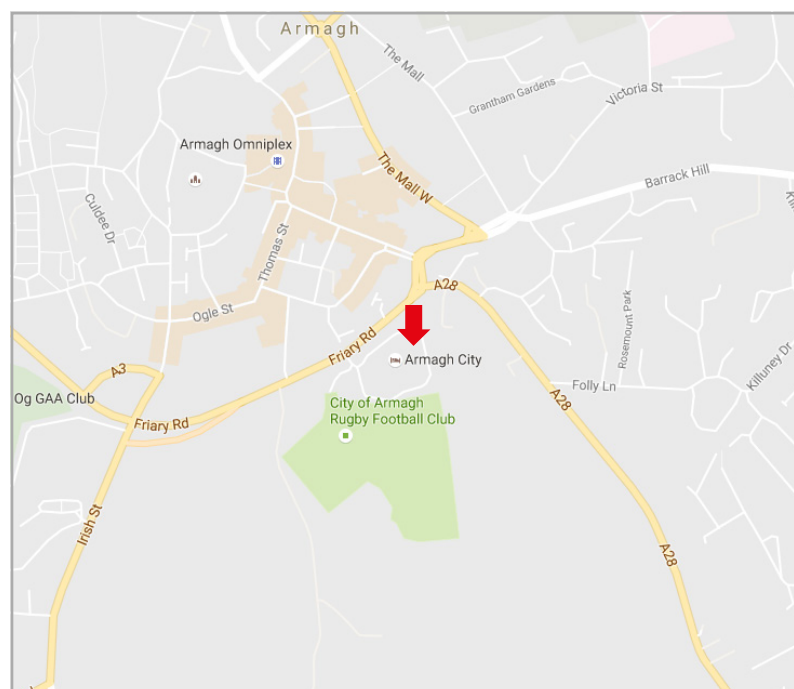 Armagh
The Mall
Grantham Gardens
Victoria St
Armagh Omniplex
The Mall W
Barrack Hill
Culdee Dr
Thomas St
Ogle St
A28
Rosemount Park
Friary Rd
Armagh City
Killuney Dr
A3
Folly Ln
Og GAA Club
City of Armagh
Rugby Football Club
A28
Friary Rd
Irish St
A28